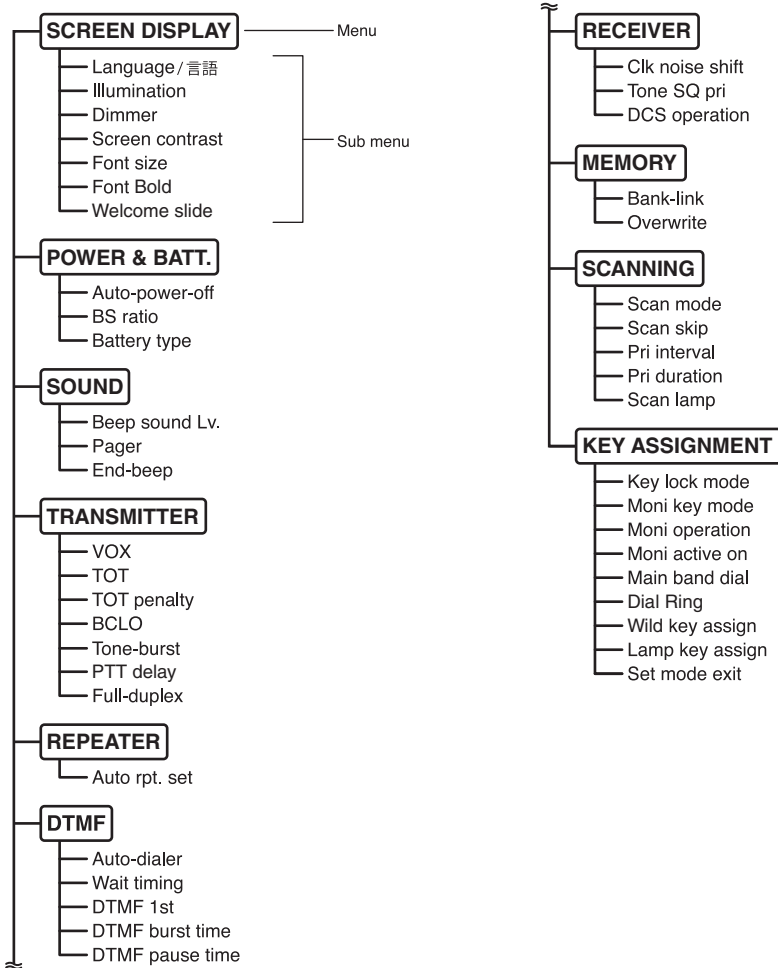 SCREEN DISPLAY
Menu
Language/言語
Illumination
Dimmer
Screen contrast
Sub menu
Font size
Font Bold
Welcome slide
POWER & BATT.
Auto-power-off
BS ratio
Battery type
SOUND
Beep sound Lv.
Pager
End-beep
TRANSMITTER
VOX
TOT
TOT penalty
BCLO
Tone-burst
PTT delay
Full-duplex
REPEATER
Auto rpt. set
DTMF
Auto-dialer
Wait timing
DTMF 1st
DTMF burst time
DTMF pause time
RECEIVER
Clk noise shift
Tone SQ pri
DCS operation
MEMORY
Bank-link
Overwrite
SCANNING
Scan mode
Scan skip
Pri interval
Pri duration
Scan lamp
KEY ASSIGNMENT
Key lock mode
Moni key mode
Moni operation
Moni active on
Main band dial
Dial Ring
Wild key assign
Lamp key assign
Set mode exit